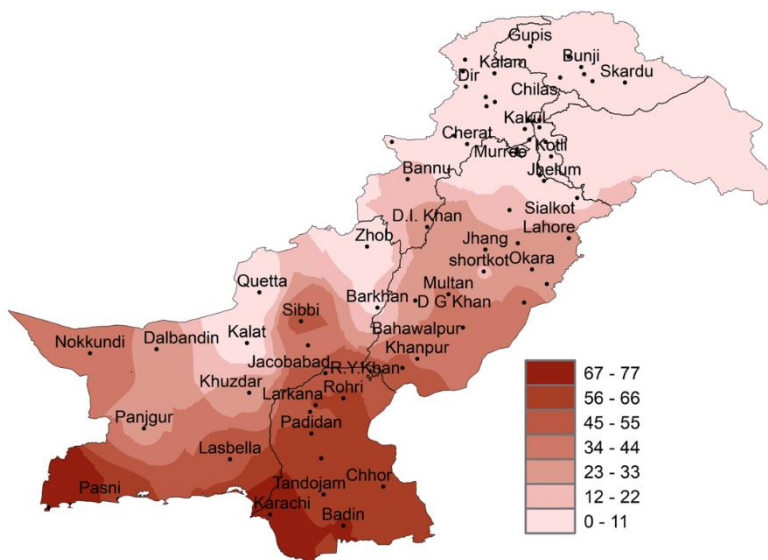 Gupis
Bunji
Kalam
Skardu
Dir
Chilas
Kakul
Cherat
Kotli
Murree
Jhelum
Bannu
Sialkot
D.I. Khan
Lahore
Zhob
Jhang
shortkot
Okara
Quetta
Multan
Barkhan
D G Khan
Sibbi
Bahawalpur
Nokkundi
Dalbandin
Kalat
Khanpur
Jacobabad
R.Y.Khan
Khuzdar
Rohri
Larkana
Panjgur
Padidan
Lasbella
Chhor
Pasni
Tandojam
Karachi
Badin
67 - 77
56 - 66
45 - 55
34 - 44
23 - 33
12 - 22
0 - 11